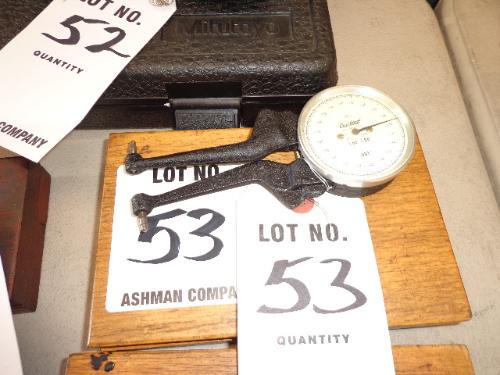 LOT NO.
52
QUANTITY
COMPANY
Mitutoyo
LOT NO.
53
ASHMAN COMPA
LOT NO.
53
QUANTITY